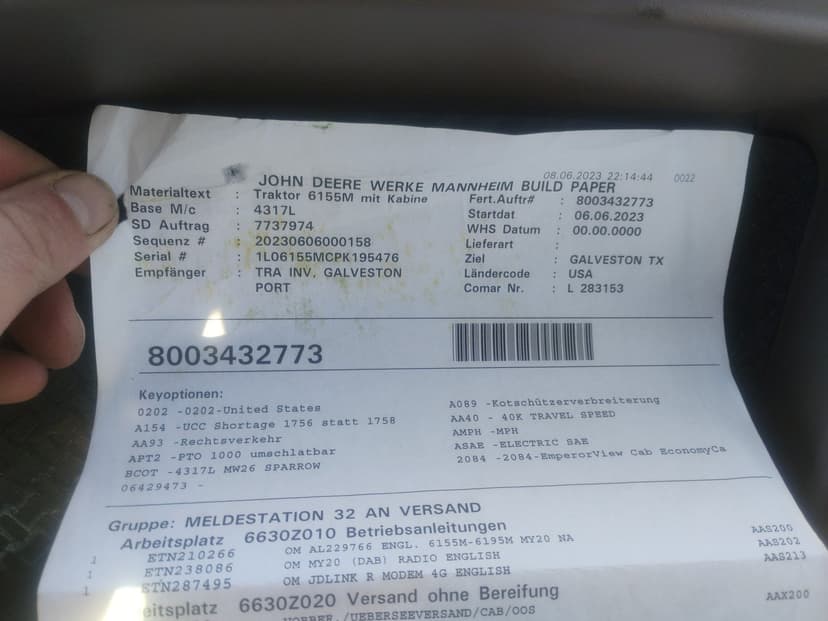 08.06.2023 22:14:44 0022
JOHN DEERE WERKE MANNHEIM BUILD PAPER
Materialtext : Traktor 6155M mit Kabine
Base M/c : 4317L
SD Auftrag : 7737974
Sequenz # : 20230606000158
Serial # : 1L06155MCPK195476
Empfänger : TRA INV, GALVESTON
PORT
Fert.Auftr# : 8003432773
Startdat : 06.06.2023
WHS Datum : 00.00.0000
Lieferart :
Ziel : GALVESTON TX
Ländercode : USA
Comar Nr. : L 283153
8003432773
Keyoptionen:
0202 -0202-United States
A154 -UCC Shortage 1756 statt 1758
AA93 -Rechtsverkehr
APT2 -PTO 1000 umschlatbar
BCOT -4317L MW26 SPARROW
06429473 -
A089 -Kotschützerverbreiterung
AA40 - 40K TRAVEL SPEED
AMPH -MPH
ASAE -ELECTRIC SAE
2084 -2084-EmperorView Cab EconomyCa
Gruppe: MELDESTATION 32 AN VERSAND
Arbeitsplatz 6630Z010 Betriebsanleitungen
1 ETN210266 OM AL229766 ENGL. 6155M-6195M MY20 NA AAS200
1 ETN238086 OM MY20 (DAB) RADIO ENGLISH AAS202
1 ETN287495 OM JDLINK R MODEM 4G ENGLISH AAS213
eitsplatz 6630Z020 Versand ohne Bereifung
VORBER./UEBERSEEVERSAND/CAB/OOS AAX200